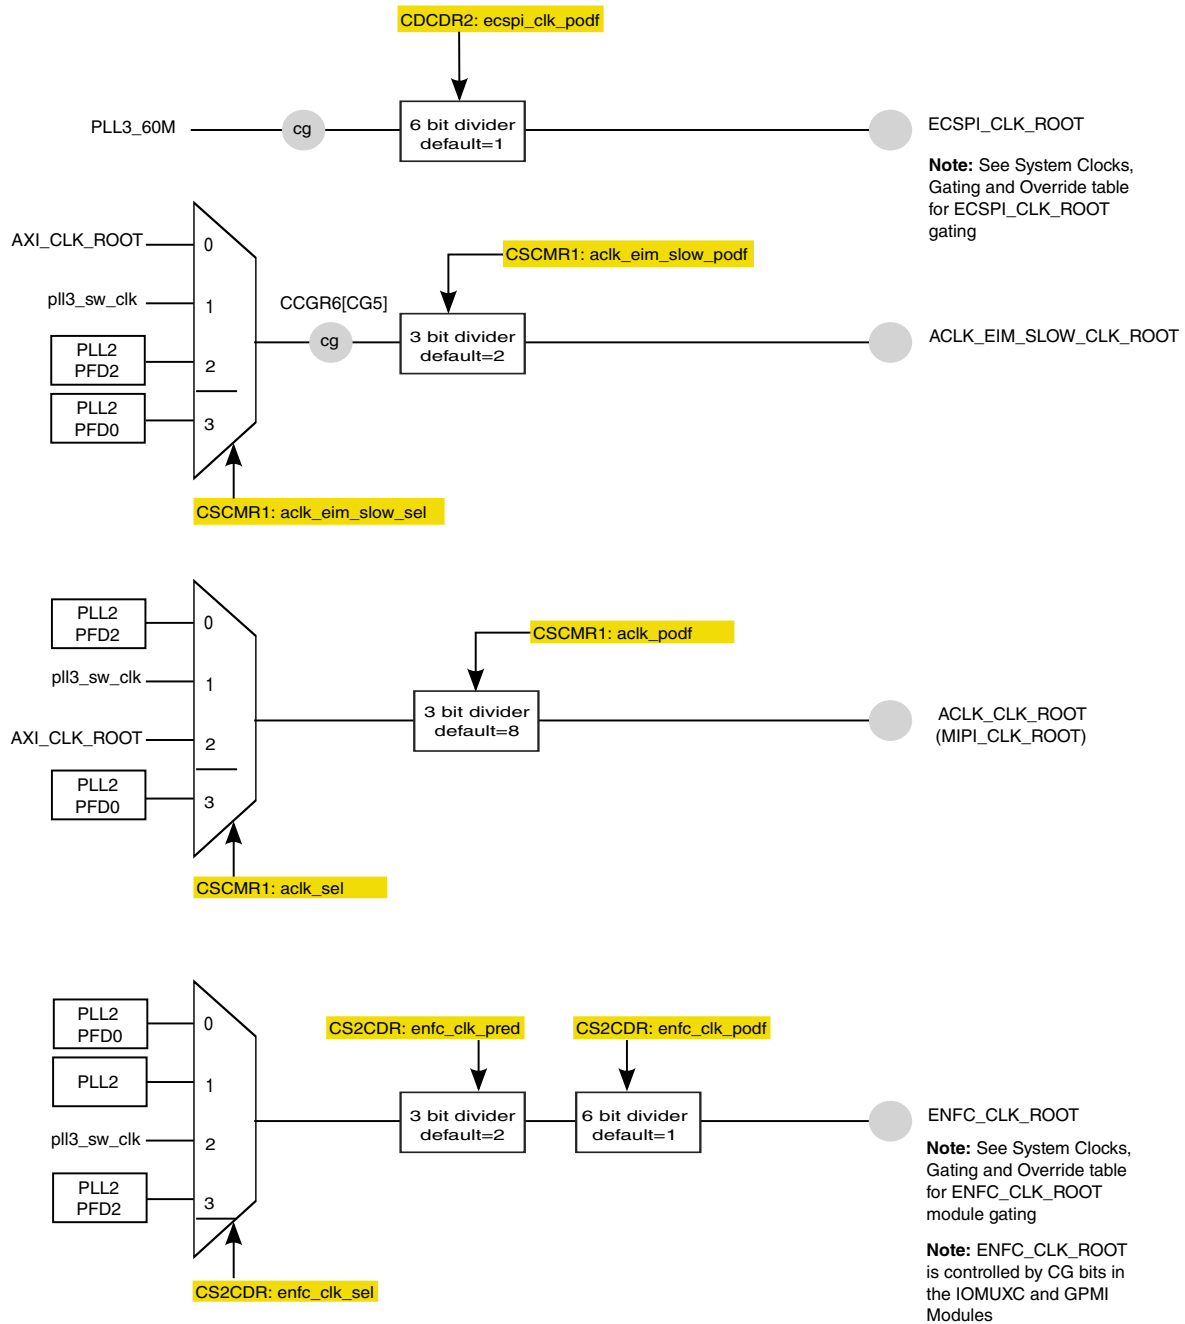 CDCDR2: ecspi_clk_podf
PLL3_60M
cg
6 bit divider
default=1
ECSPI_CLK_ROOT
Note: See System Clocks,
Gating and Override table
for ECSPI_CLK_ROOT
gating
AXI_CLK_ROOT
0
pll3_sw_clk
1
PLL2
PFD2
2
PLL2
PFD0
3
CCGR6[CG5]
cg
CSCMR1: aclk_eim_slow_podf
3 bit divider
default=2
ACLK_EIM_SLOW_CLK_ROOT
CSCMR1: aclk_eim_slow_sel
PLL2
PFD2
0
pll3_sw_clk
1
AXI_CLK_ROOT
2
PLL2
PFD0
3
CSCMR1: aclk_podf
3 bit divider
default=8
ACLK_CLK_ROOT
(MIPI_CLK_ROOT)
CSCMR1: aclk_sel
PLL2
PFD0
0
PLL2
1
pll3_sw_clk
2
PLL2
PFD2
3
CS2CDR: enfc_clk_pred
CS2CDR: enfc_clk_podf
3 bit divider
default=2
6 bit divider
default=1
ENFC_CLK_ROOT
Note: See System Clocks,
Gating and Override table
for ENFC_CLK_ROOT
module gating
Note: ENFC_CLK_ROOT
is controlled by CG bits in
the IOMUXC and GPMI
Modules
CS2CDR: enfc_clk_sel